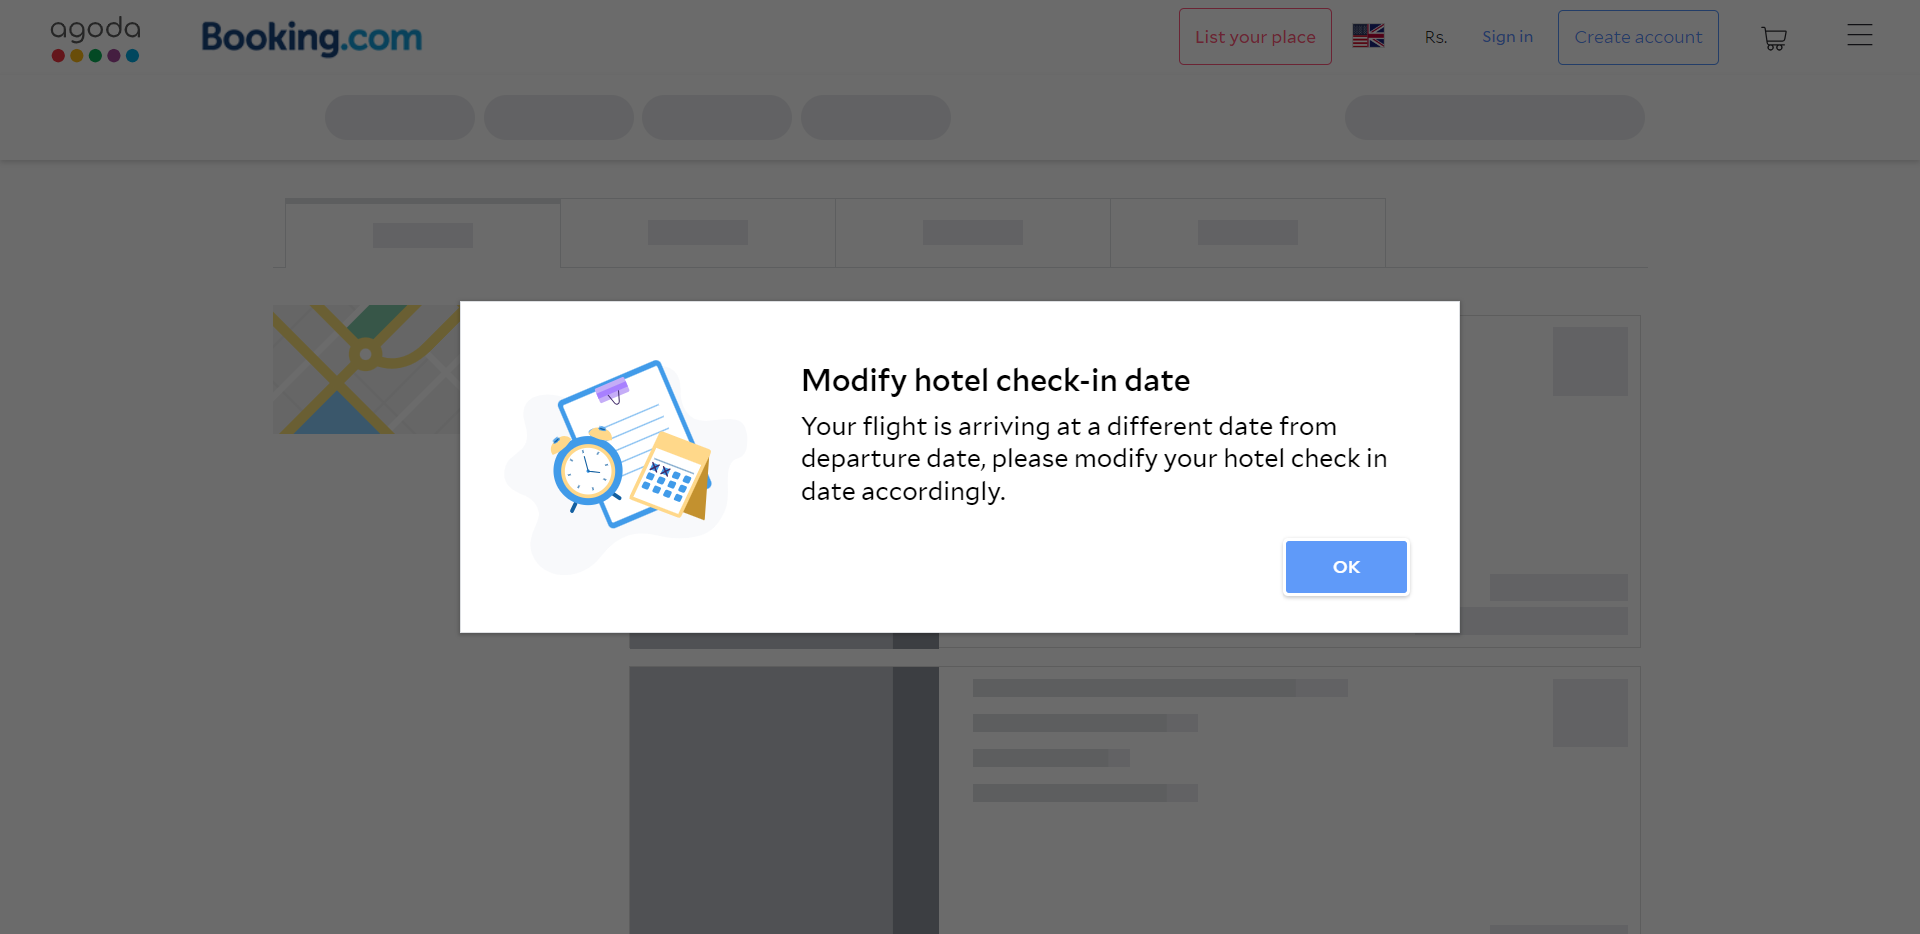 agoda
Booking.com
List your place
Rs.
Sign in
Create account
Modify hotel check-in date
Your flight is arriving at a different date from
departure date, please modify your hotel check in
date accordingly.
OK